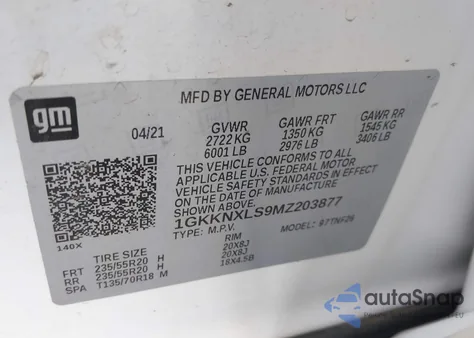 gm
MFD BY GENERAL MOTORS LLC
04/21 GVWR GAWR FRT GAWR RR
2722 KG 1350 KG 1545 KG
6001 LB 2976 LB 3406 LB
THIS VEHICLE CONFORMS TO ALL
APPLICABLE U.S. FEDERAL MOTOR
VEHICLE SAFETY STANDARDS IN EFFECT
ON THE DATE OF MANUFACTURE
1GKKNXLS9MZ203877
140X
TYPE: M.P.V. MODEL:
TIRE SIZE RIM
FRT 235/55R20 H 20X8J
RR 235/55R20 H 20X8J
SPA T135/70R18 M 18X4.5B
autoSnap